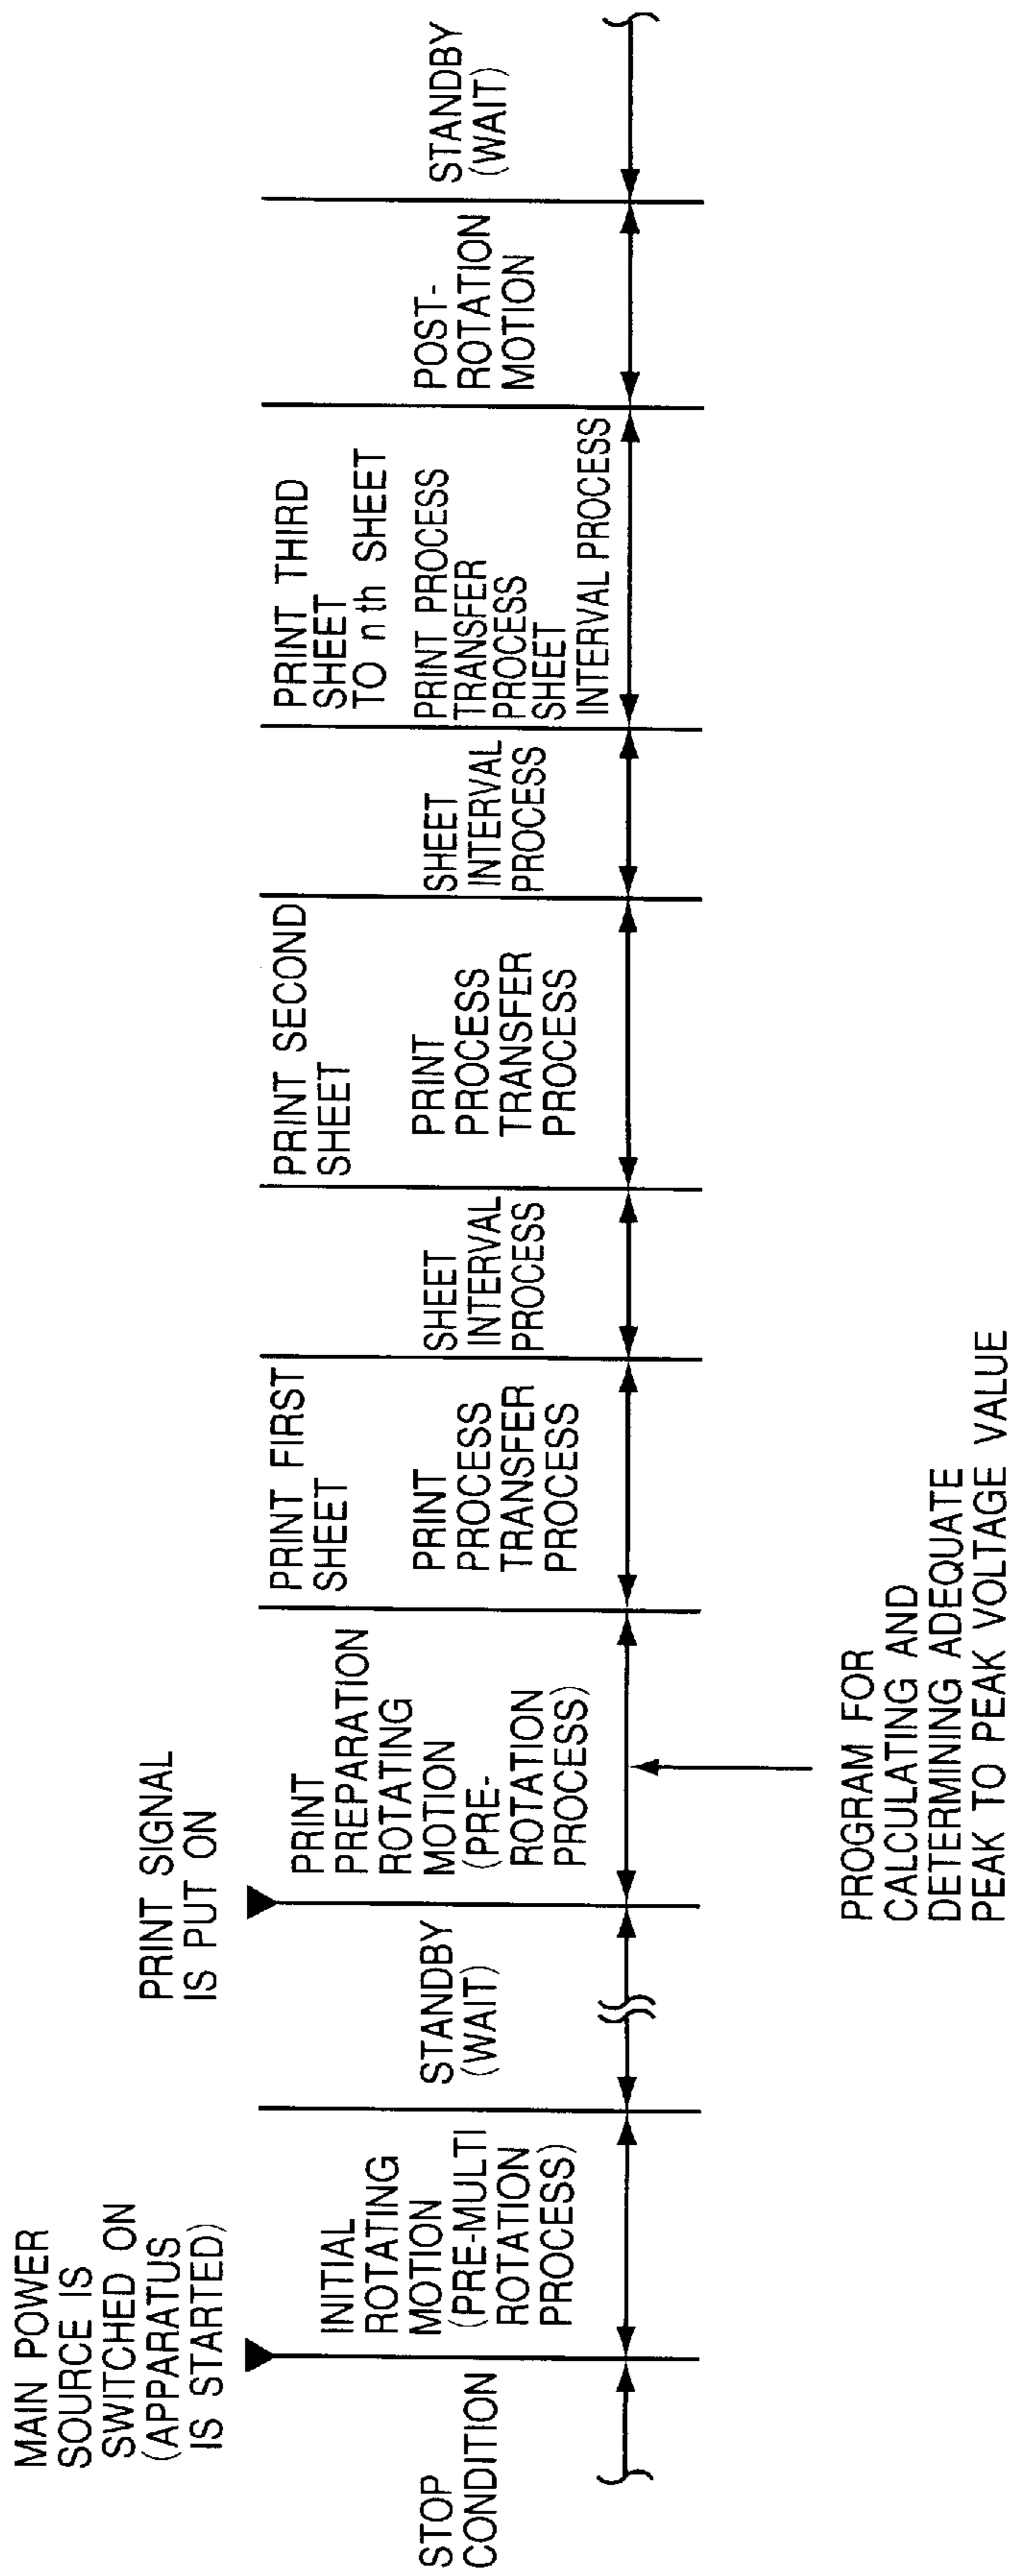 MAIN POWER
SOURCE IS
SWITCHED ON
(APPARATUS
IS STARTED)
PRINT SIGNAL
IS PUT ON
STOP
CONDITION
INITIAL
ROTATING
MOTION
(PRE-MULTI
ROTATION
PROCESS)
STANDBY
(WAIT)
PRINT
PREPARATION
ROTATING
MOTION
(PRE-
ROTATION
PROCESS)
PRINT FIRST
SHEET
PRINT
PROCESS
TRANSFER
PROCESS
SHEET
INTERVAL
PROCESS
PRINT SECOND
SHEET
PRINT
PROCESS
TRANSFER
PROCESS
SHEET
INTERVAL
PROCESS
PRINT THIRD
SHEET
TO nth SHEET
PRINT PROCESS
TRANSFER
PROCESS
SHEET
INTERVAL PROCESS
POST-
ROTATION
MOTION
STANDBY
(WAIT)
PROGRAM FOR
CALCULATING AND
DETERMINING ADEQUATE
PEAK TO PEAK VOLTAGE VALUE